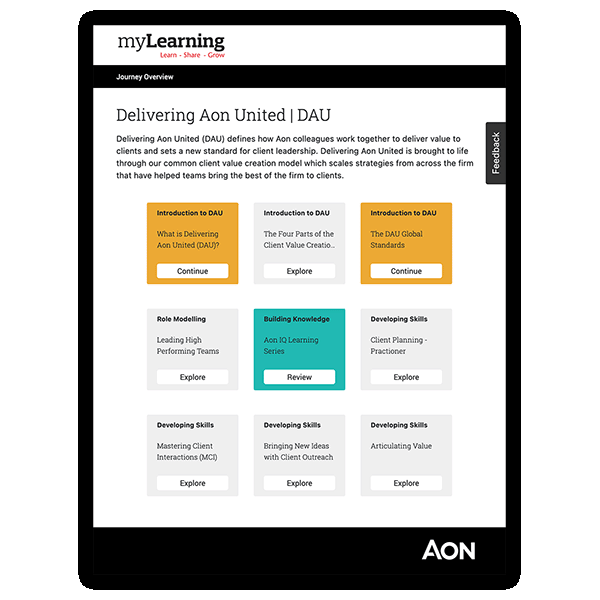 myLearning
Learn - Share - Grow
Journey Overview
Delivering Aon United | DAU
Delivering Aon United (DAU) defines how Aon colleagues work together to deliver value to
clients and sets a new standard for client leadership. Delivering Aon United is brought to life
through our common client value creation model which scales strategies from across the firm
that have helped teams bring the best of the firm to clients.
Feedback
Introduction to DAU
What is Delivering
Aon United (DAU)?
Continue
Introduction to DAU
The Four Parts of the
Client Value Creatio...
Explore
Introduction to DAU
The DAU Global
Standards
Continue
Role Modelling
Leading High
Performing Teams
Explore
Building Knowledge
Aon IQ Learning
Series
Review
Developing Skills
Client Planning -
Practioner
Explore
Developing Skills
Mastering Client
Interactions (MCI)
Explore
Developing Skills
Bringing New Ideas
with Client Outreach
Explore
Developing Skills
Articulating Value
Explore
AON